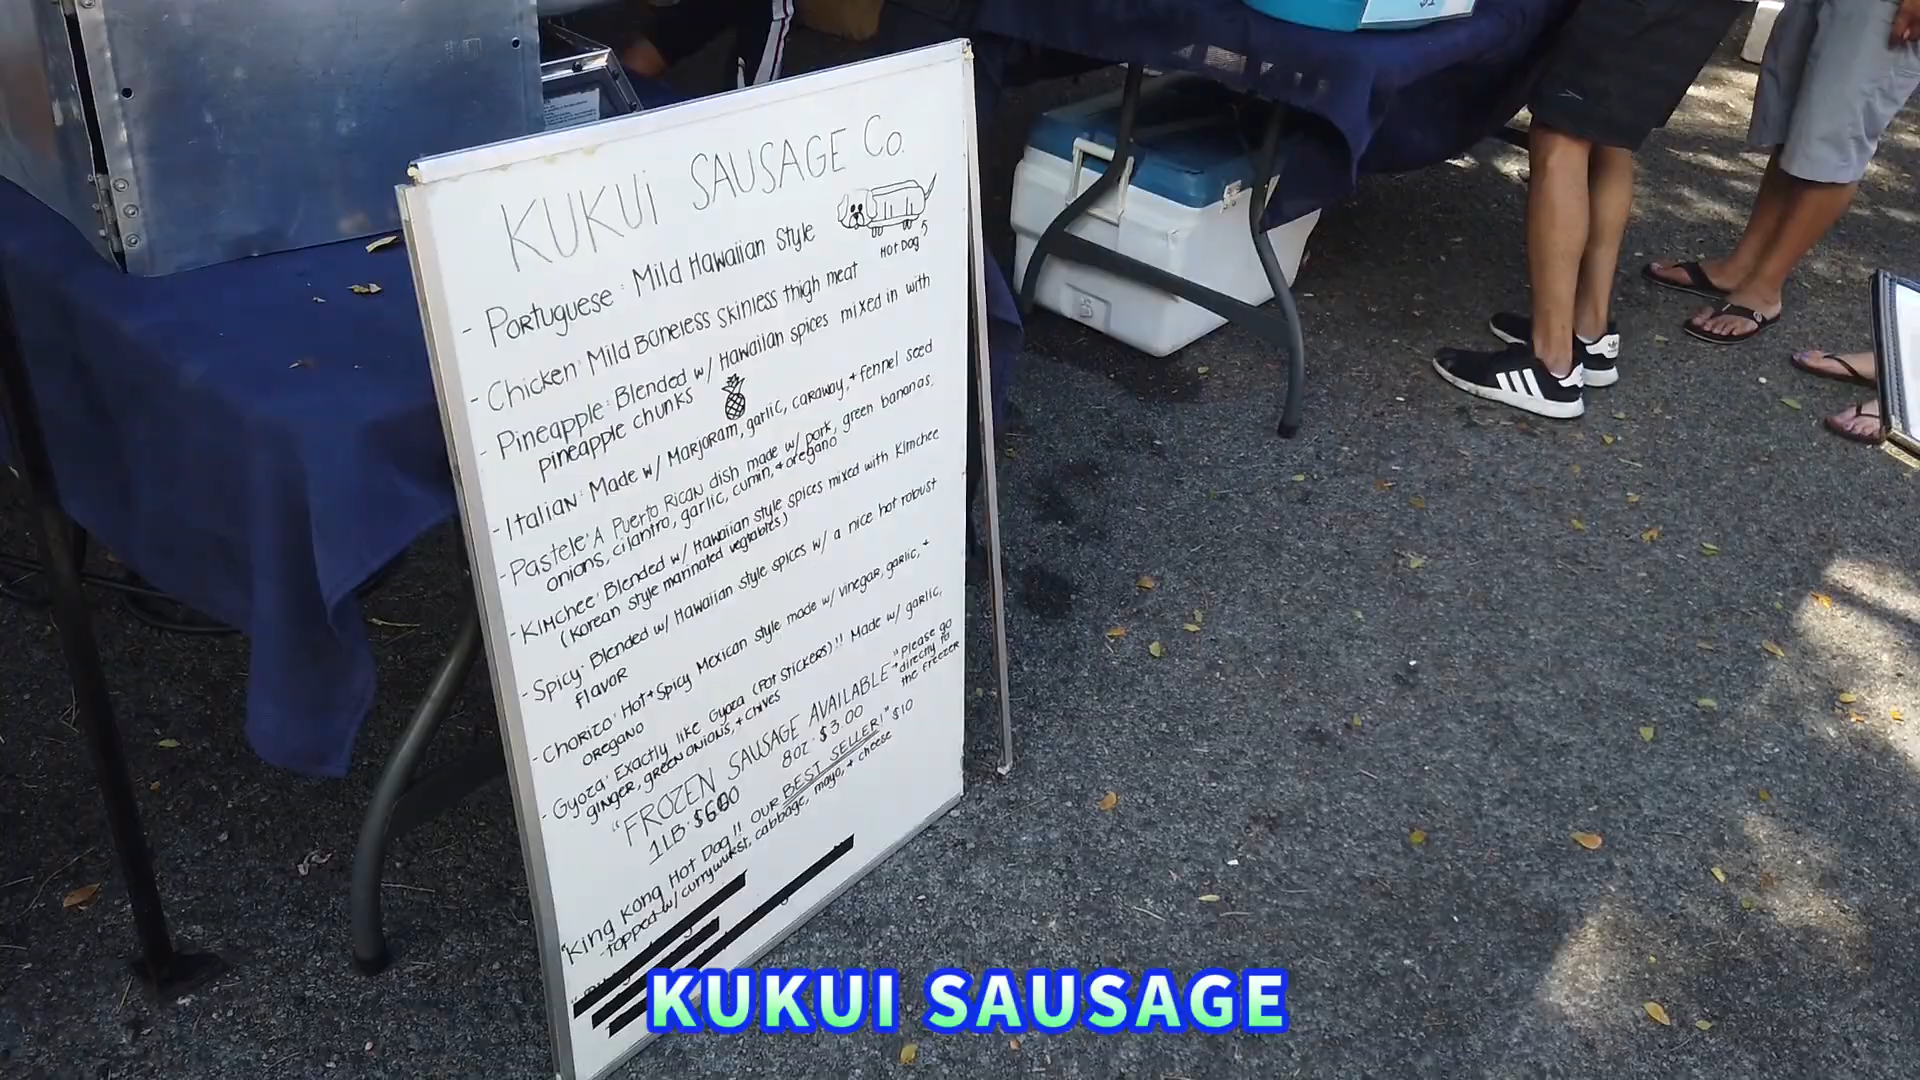 $1
KUKUi SAUSAGE Co.
HOT DOG
- Portuguese: Mild Hawaiian Style
- Chicken: Mild Boneless skinless thigh meat
- Pineapple: Blended w/ Hawaiian spices mixed in with
pineapple chunks
- Italian: Made w/ Marjoram, garlic, caraway, + fennel seed
- Pastele: A Puerto Rican dish made w/ pork, green bananas,
onions, cilantro, garlic, cumin, + oregano
- Kimchee: Blended w/ Hawaiian style spices mixed with Kimchee
(Korean style marinated vegtables)
- Spicy: Blended w/ Hawaiian style spices w/ a nice hot robust
flavor
- Chorizo: Hot + Spicy Mexican style made w/ vinegar, garlic, +
oregano
- Gyoza: Exactly like Gyoza (Pot Stickers)!! Made w/ garlic,
ginger, green onions, + chives
"FROZEN SAUSAGE AVAILABLE"
*Please go
directly to
the freezer
1 LB. $6.00 8oz. $3.00
"King Kong Hot Dog!! OUR BEST SELLER!" $10
- topped w/ currywurst, cabbage, mayo, + cheese
KUKUI SAUSAGE